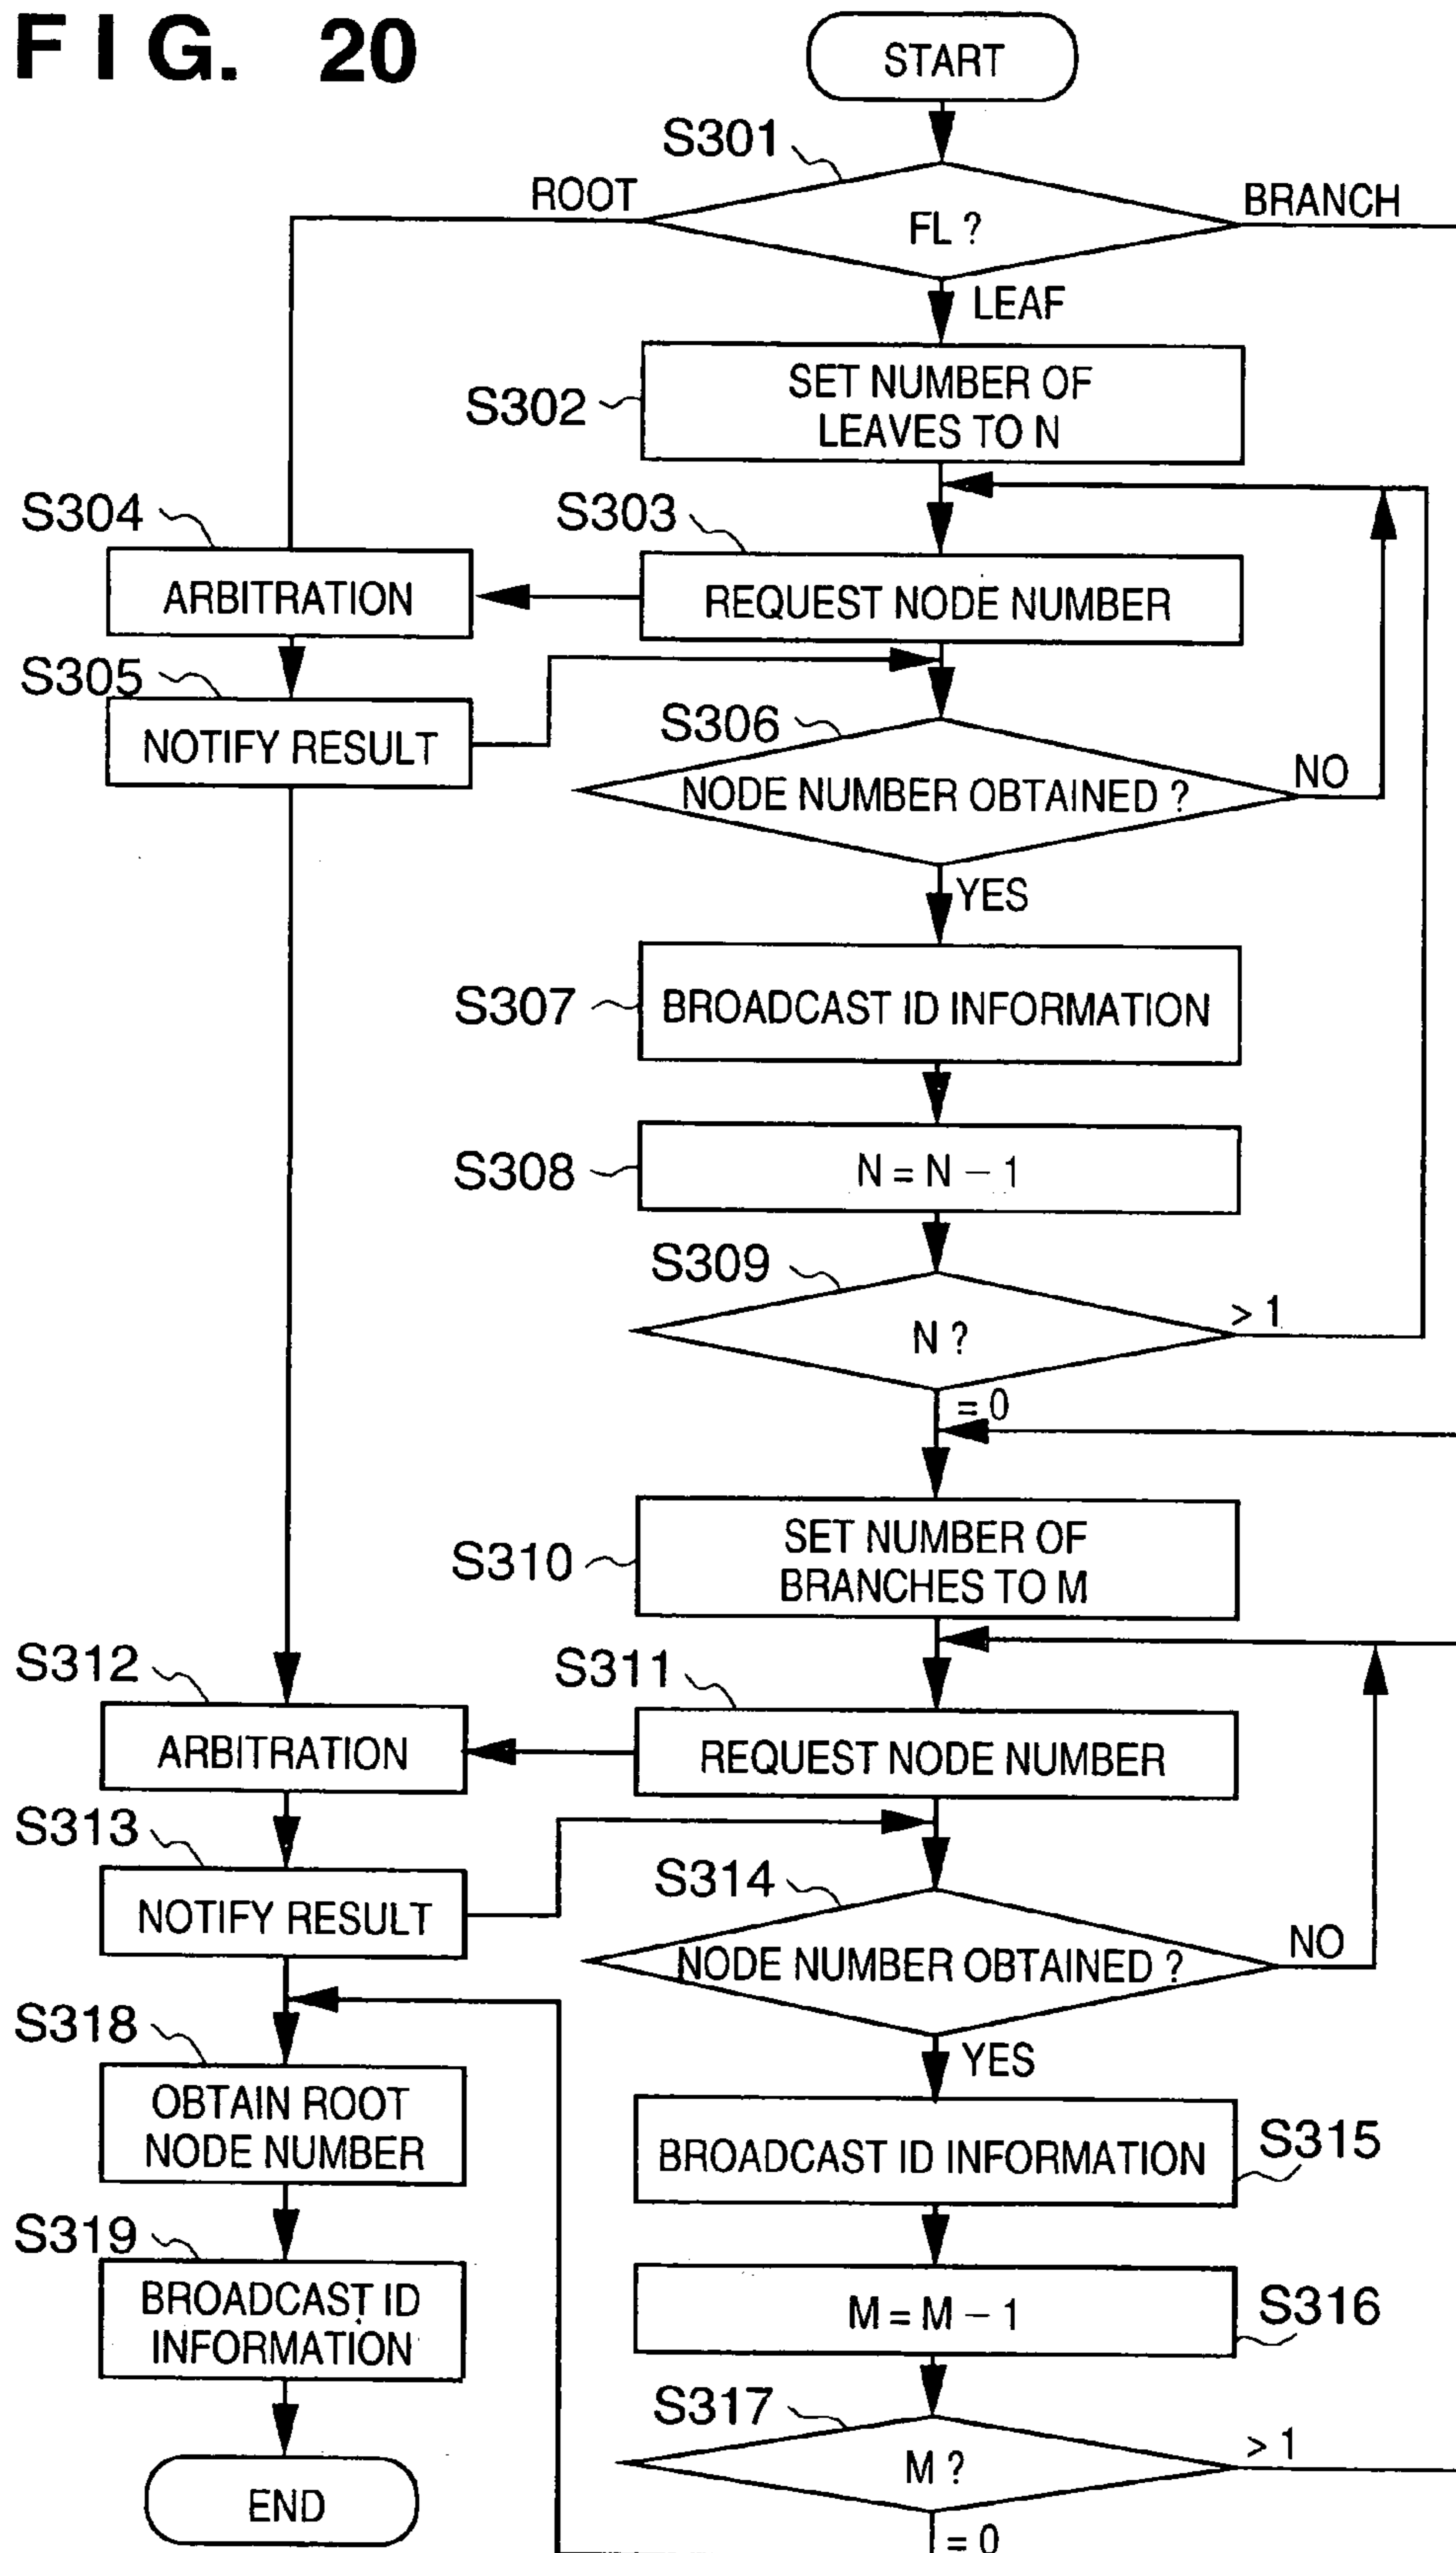 FIG. 20
START
S301
ROOT
BRANCH
FL ?
LEAF
S302
SET NUMBER OF
LEAVES TO N
S304
S303
ARBITRATION
REQUEST NODE NUMBER
S305
NOTIFY RESULT
S306
NODE NUMBER OBTAINED ?
NO
YES
S307
BROADCAST ID INFORMATION
S308
N = N – 1
S309
N ?
> 1
= 0
S310
SET NUMBER OF
BRANCHES TO M
S312
S311
ARBITRATION
REQUEST NODE NUMBER
S313
NOTIFY RESULT
S314
NODE NUMBER OBTAINED ?
NO
YES
S318
OBTAIN ROOT
NODE NUMBER
BROADCAST ID INFORMATION
S315
S319
BROADCAST ID
INFORMATION
M = M – 1
S316
S317
M ?
> 1
= 0
END